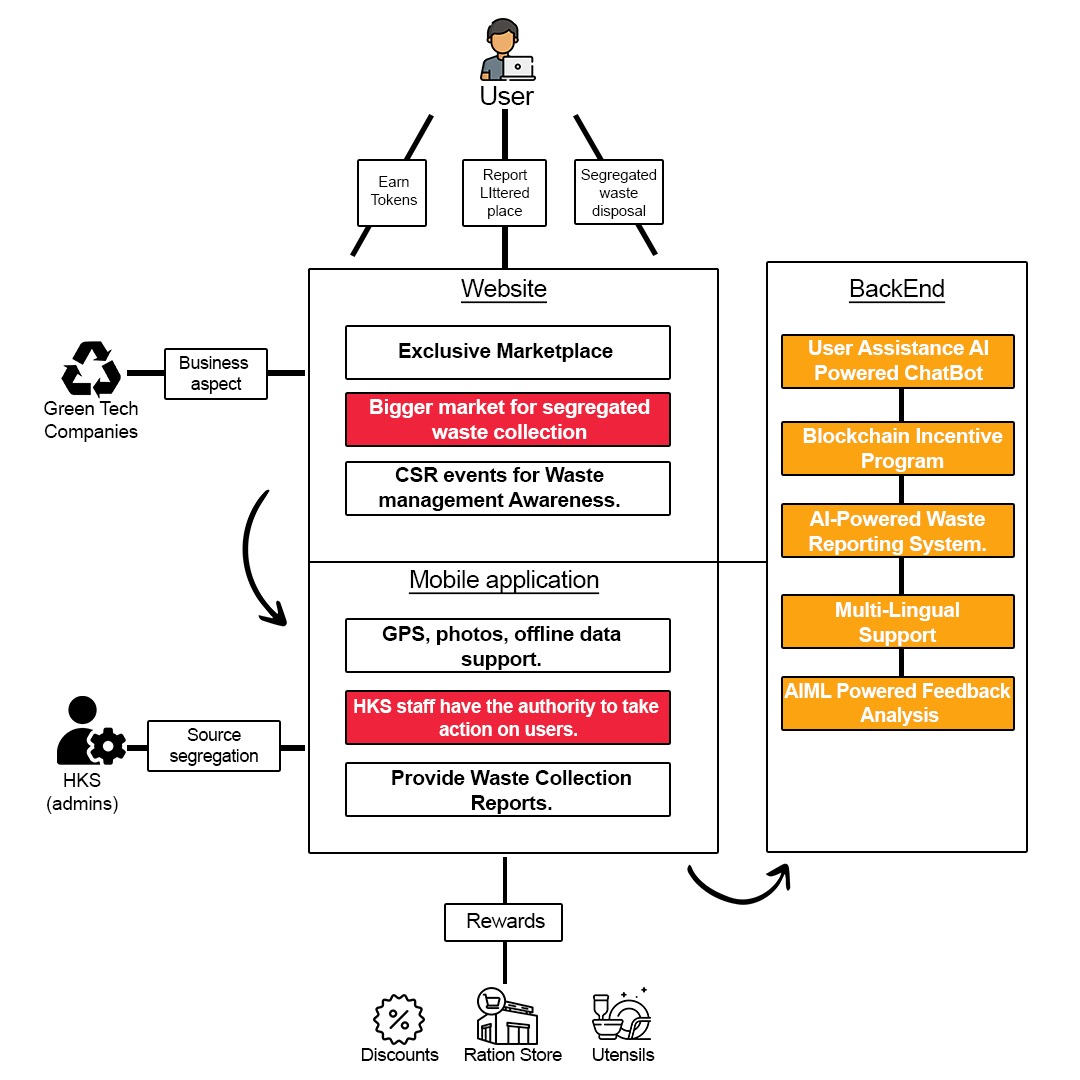 User
Earn
Tokens
Report
LIttered
place
Segregated
waste
disposal
Website
Exclusive Marketplace
Bigger market for segregated
waste collection
CSR events for Waste
management Awareness.
Green Tech
Companies
Business
aspect
Mobile application
GPS, photos, offline data
support.
HKS staff have the authority to take
action on users.
Provide Waste Collection
Reports.
HKS
(admins)
Source
segregation
BackEnd
User Assistance AI
Powered ChatBot
Blockchain Incentive
Program
AI-Powered Waste
Reporting System.
Multi-Lingual
Support
AIML Powered Feedback
Analysis
Rewards
Discounts
Ration Store
Utensils